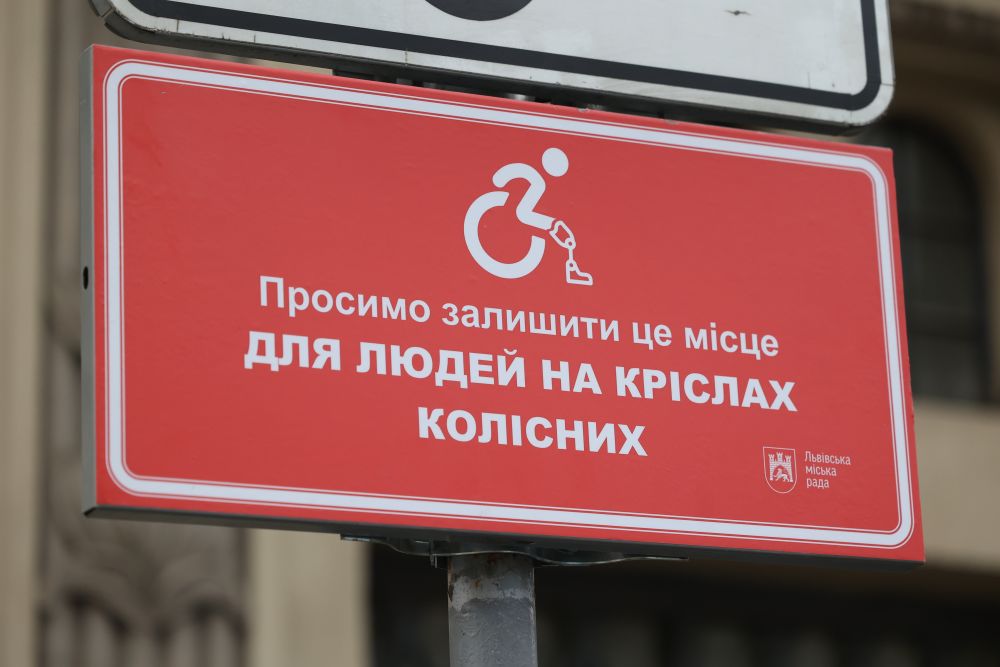 Просимо залишити це місце
ДЛЯ ЛЮДЕЙ НА КРІСЛАХ
КОЛІСНИХ
Львівська
міська
рада